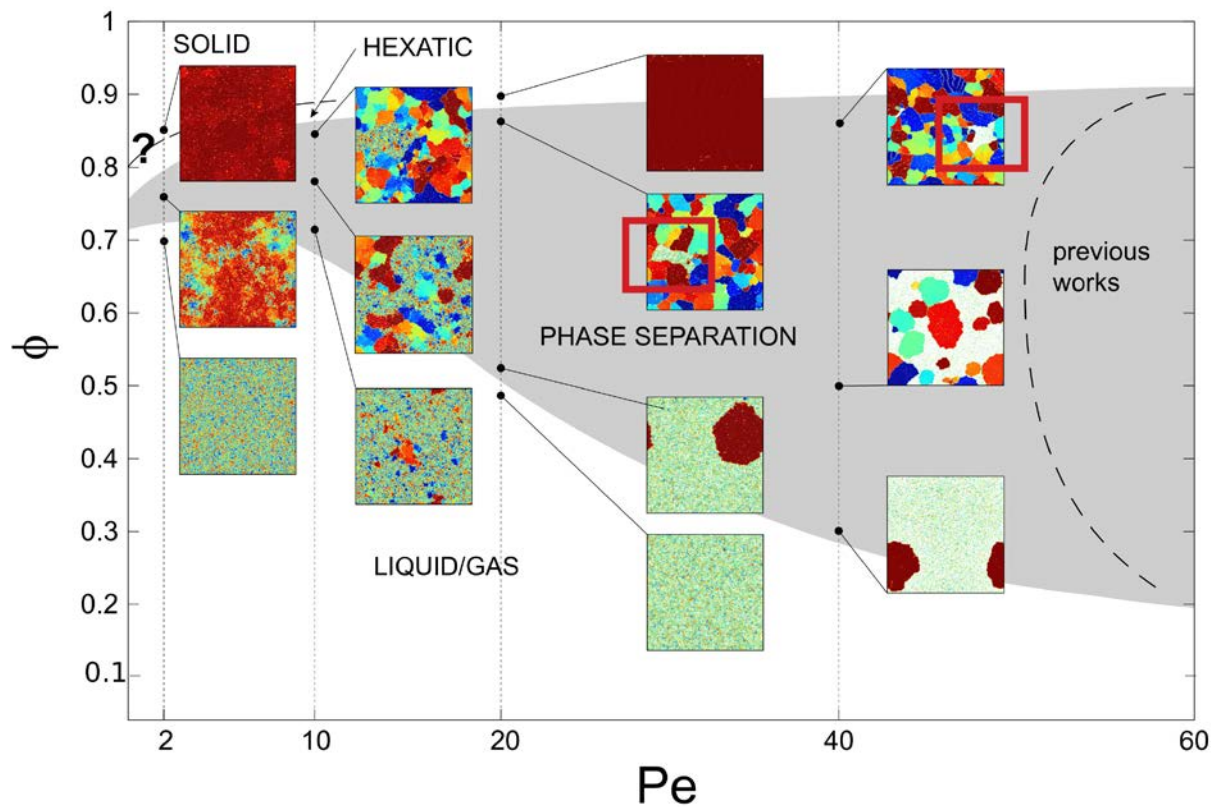 1
SOLID
HEXATIC
0.9
?
0.8
0.7
previous
works
0.6
PHASE SEPARATION
ϕ
0.5
0.4
0.3
LIQUID/GAS
0.2
0.1
2 10 20 40 60
Pe